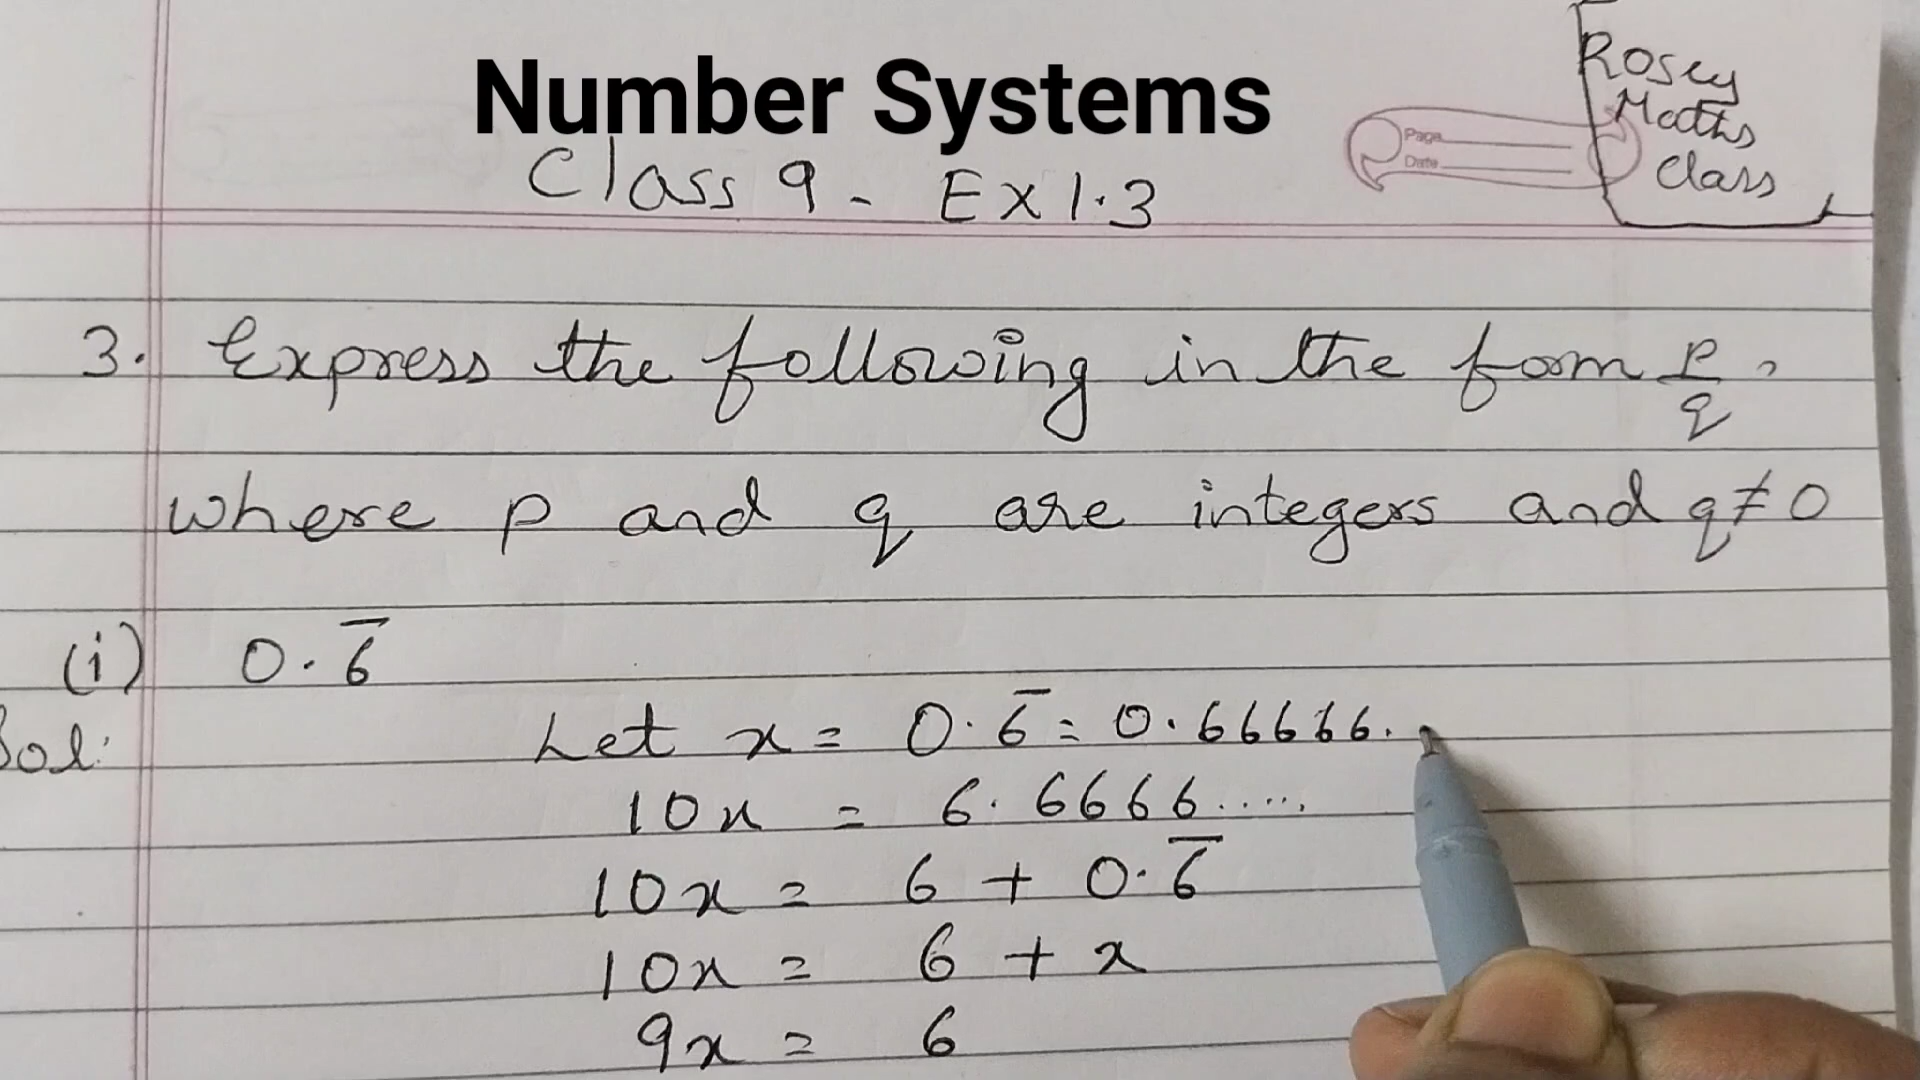 Number Systems
Class 9 - Ex 1.3
Rosey
Maths
Class
Page
Date
3. Express the following in the form p/q,
where p and q are integers and q≠0
(i) 0.6̅
Sol:
Let x = 0.6̅ = 0.66666..
10x = 6.6666.....
10x = 6 + 0.6̅
10x = 6 + x
9x = 6